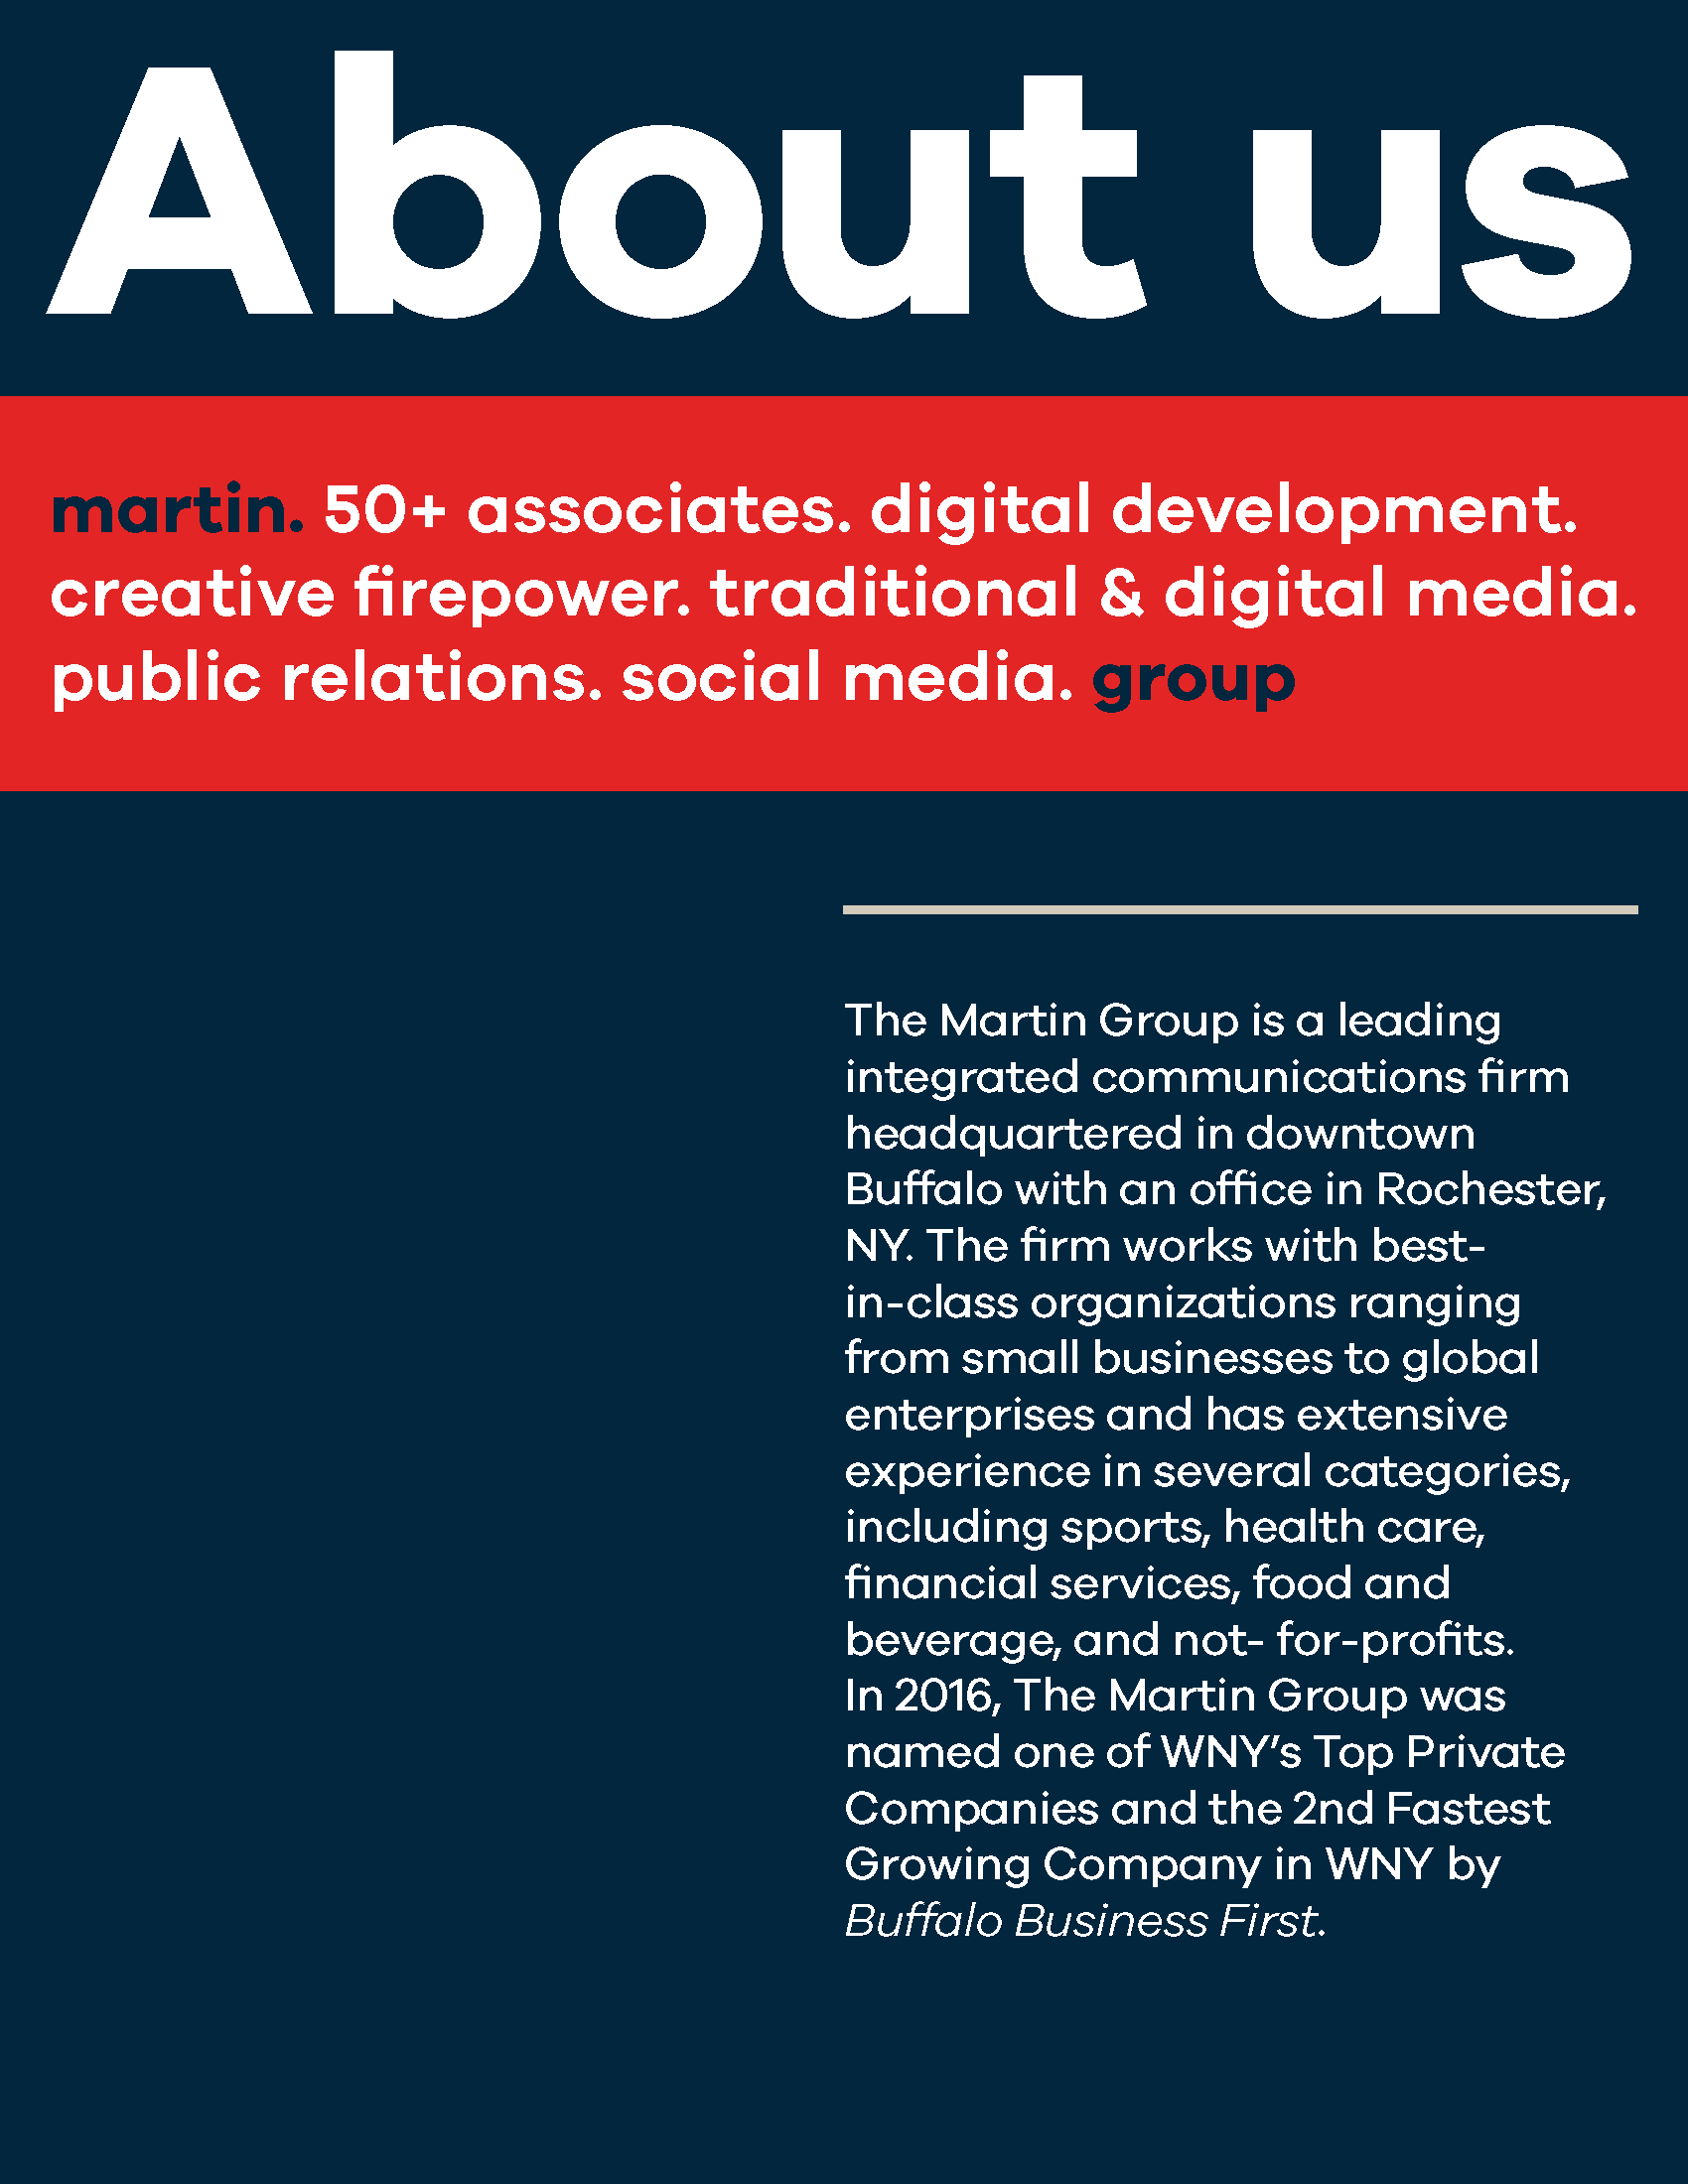 About us
martin. 50+ associates. digital development.
creative firepower. traditional & digital media.
public relations. social media. group
The Martin Group is a leading
integrated communications firm
headquartered in downtown
Buffalo with an office in Rochester,
NY. The firm works with best-
in-class organizations ranging
from small businesses to global
enterprises and has extensive
experience in several categories,
including sports, health care,
financial services, food and
beverage, and not- for-profits.
In 2016, The Martin Group was
named one of WNY’s Top Private
Companies and the 2nd Fastest
Growing Company in WNY by
Buffalo Business First.